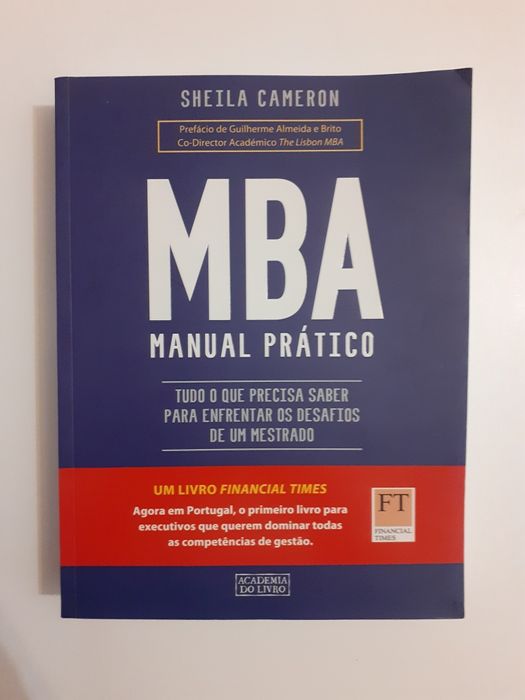 SHEILA CAMERON
Prefácio de Guilherme Almeida e Brito
Co-Director Académico The Lisbon MBA
MBA
MANUAL PRÁTICO
TUDO O QUE PRECISA SABER
PARA ENFRENTAR OS DESAFIOS
DE UM MESTRADO
UM LIVRO FINANCIAL TIMES
Agora em Portugal, o primeiro livro para
executivos que querem dominar todas
as competências de gestão.
FT
FINANCIAL
TIMES
ACADEMIA
DO LIVRO